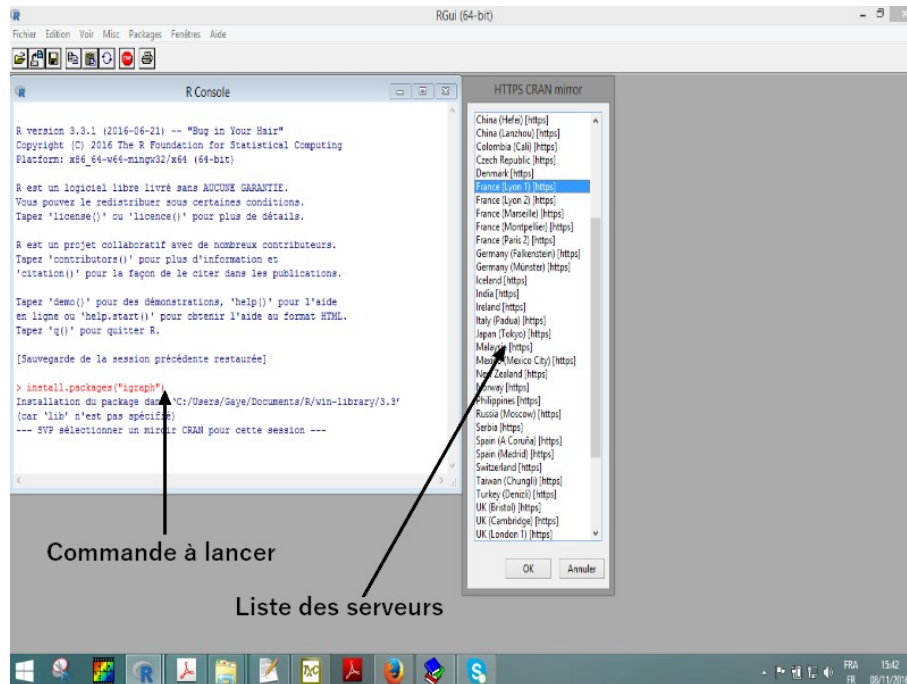 RGui (64-bit)
Fichier Edition Voir Misc Packages Fenêtres Aide
R Console
R version 3.3.1 (2016-06-21) -- "Bug in Your Hair"
Copyright (C) 2016 The R Foundation for Statistical Computing
Platform: x86_64-w64-mingw32/x64 (64-bit)
R est un logiciel libre livré sans AUCUNE GARANTIE.
Vous pouvez le redistribuer sous certaines conditions.
Tapez 'license()' ou 'licence()' pour plus de détails.
R est un projet collaboratif avec de nombreux contributeurs.
Tapez 'contributors()' pour plus d'information et
'citation()' pour la façon de le citer dans les publications.
Tapez 'demo()' pour des démonstrations, 'help()' pour l'aide
en ligne ou 'help.start()' pour obtenir l'aide au format HTML.
Tapez 'q()' pour quitter R.
[Sauvegarde de la session précédente restaurée]
> install.packages("igraph")
Installation du package dans 'C:/Users/Gaye/Documents/R/win-library/3.3'
(car 'lib' n'est pas spécifié)
--- SVP sélectionner un miroir CRAN pour cette session ---
HTTPS CRAN mirror
China (Hefei) [https]
China (Lanzhou) [https]
Colombia (Cali) [https]
Czech Republic [https]
Denmark [https]
France (Lyon 1) [https]
France (Lyon 2) [https]
France (Marseille) [https]
France (Montpellier) [https]
France (Paris 2) [https]
Germany (Falkenstein) [https]
Germany (Münster) [https]
Iceland [https]
India [https]
Ireland [https]
Italy (Padua) [https]
Japan (Tokyo) [https]
Malaysia [https]
Mexico (Mexico City) [https]
New Zealand [https]
Norway [https]
Philippines [https]
Russia (Moscow) [https]
Serbia [https]
Spain (A Coruña) [https]
Spain (Madrid) [https]
Switzerland [https]
Taiwan (Chungli) [https]
Turkey (Denizli) [https]
UK (Bristol) [https]
UK (Cambridge) [https]
UK (London 1) [https]
OK Annuler
Commande à lancer
Liste des serveurs
FRA 15:42
FR 08/11/2016